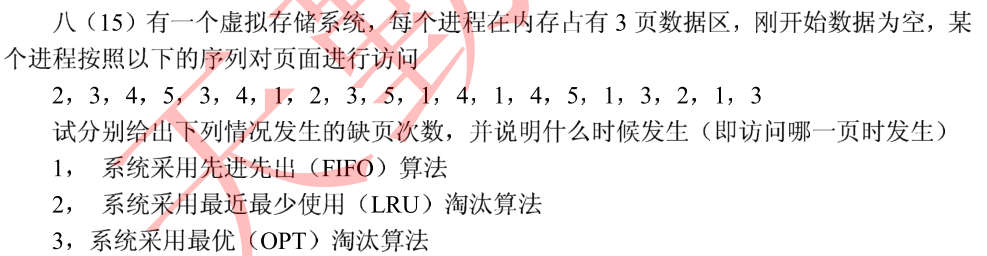 八（15）有一个虚拟存储系统，每个进程在内存占有 3 页数据区，刚开始数据为空，某
个进程按照以下的序列对页面进行访问
2，3，4，5，3，4，1，2，3，5，1，4，1，4，5，1，3，2，1，3
试分别给出下列情况发生的缺页次数，并说明什么时候发生（即访问哪一页时发生）
1， 系统采用先进先出（FIFO）算法
2， 系统采用最近最少使用（LRU）淘汰算法
3，系统采用最优（OPT）淘汰算法